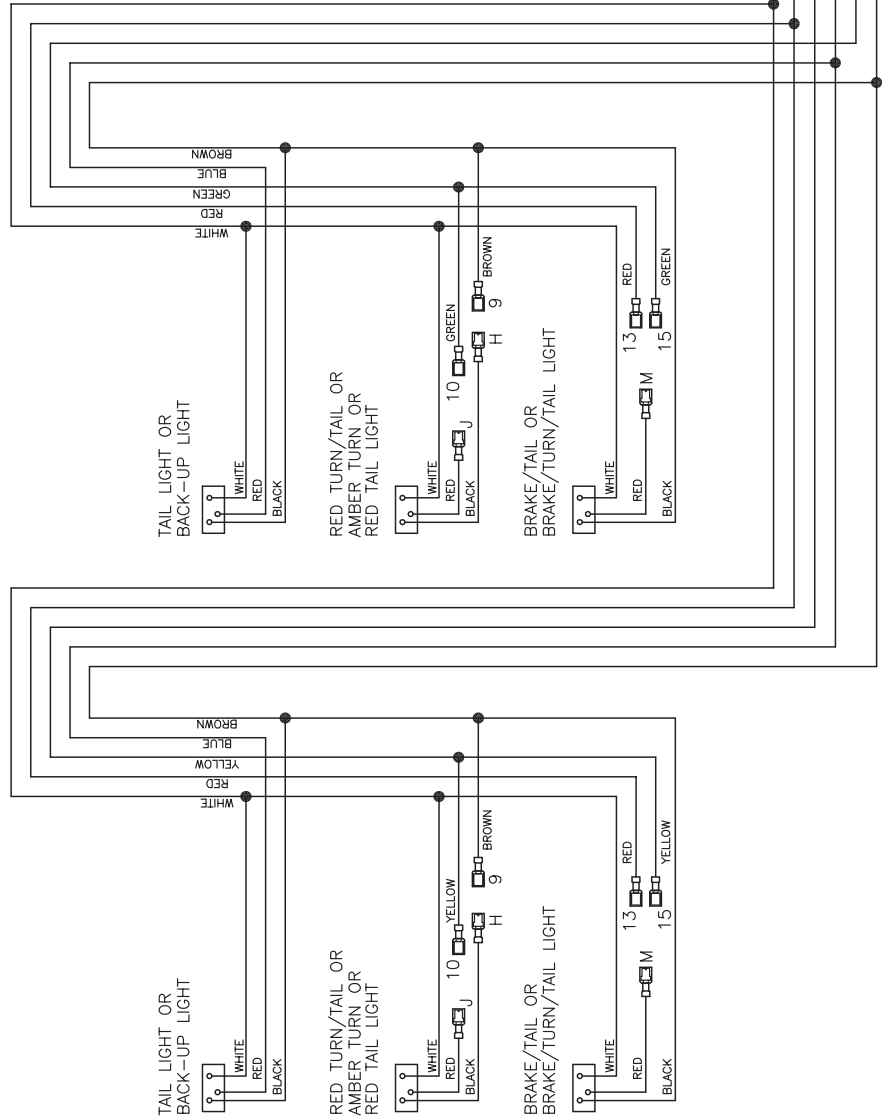 BROWN
BLUE
GREEN
RED
WHITE
TAIL LIGHT OR
BACK-UP LIGHT
WHITE
RED
BLACK
RED TURN/TAIL OR
AMBER TURN OR
RED TAIL LIGHT
WHITE
RED
BLACK
J
10
GREEN
H
9
BROWN
BRAKE/TAIL OR
BRAKE/TURN/TAIL LIGHT
WHITE
RED
BLACK
M
13
15
RED
GREEN
BROWN
BLUE
YELLOW
RED
WHITE
TAIL LIGHT OR
BACK-UP LIGHT
WHITE
RED
BLACK
RED TURN/TAIL OR
AMBER TURN OR
RED TAIL LIGHT
WHITE
RED
BLACK
J
10
YELLOW
H
9
BROWN
BRAKE/TAIL OR
BRAKE/TURN/TAIL LIGHT
WHITE
RED
BLACK
M
13
15
RED
YELLOW